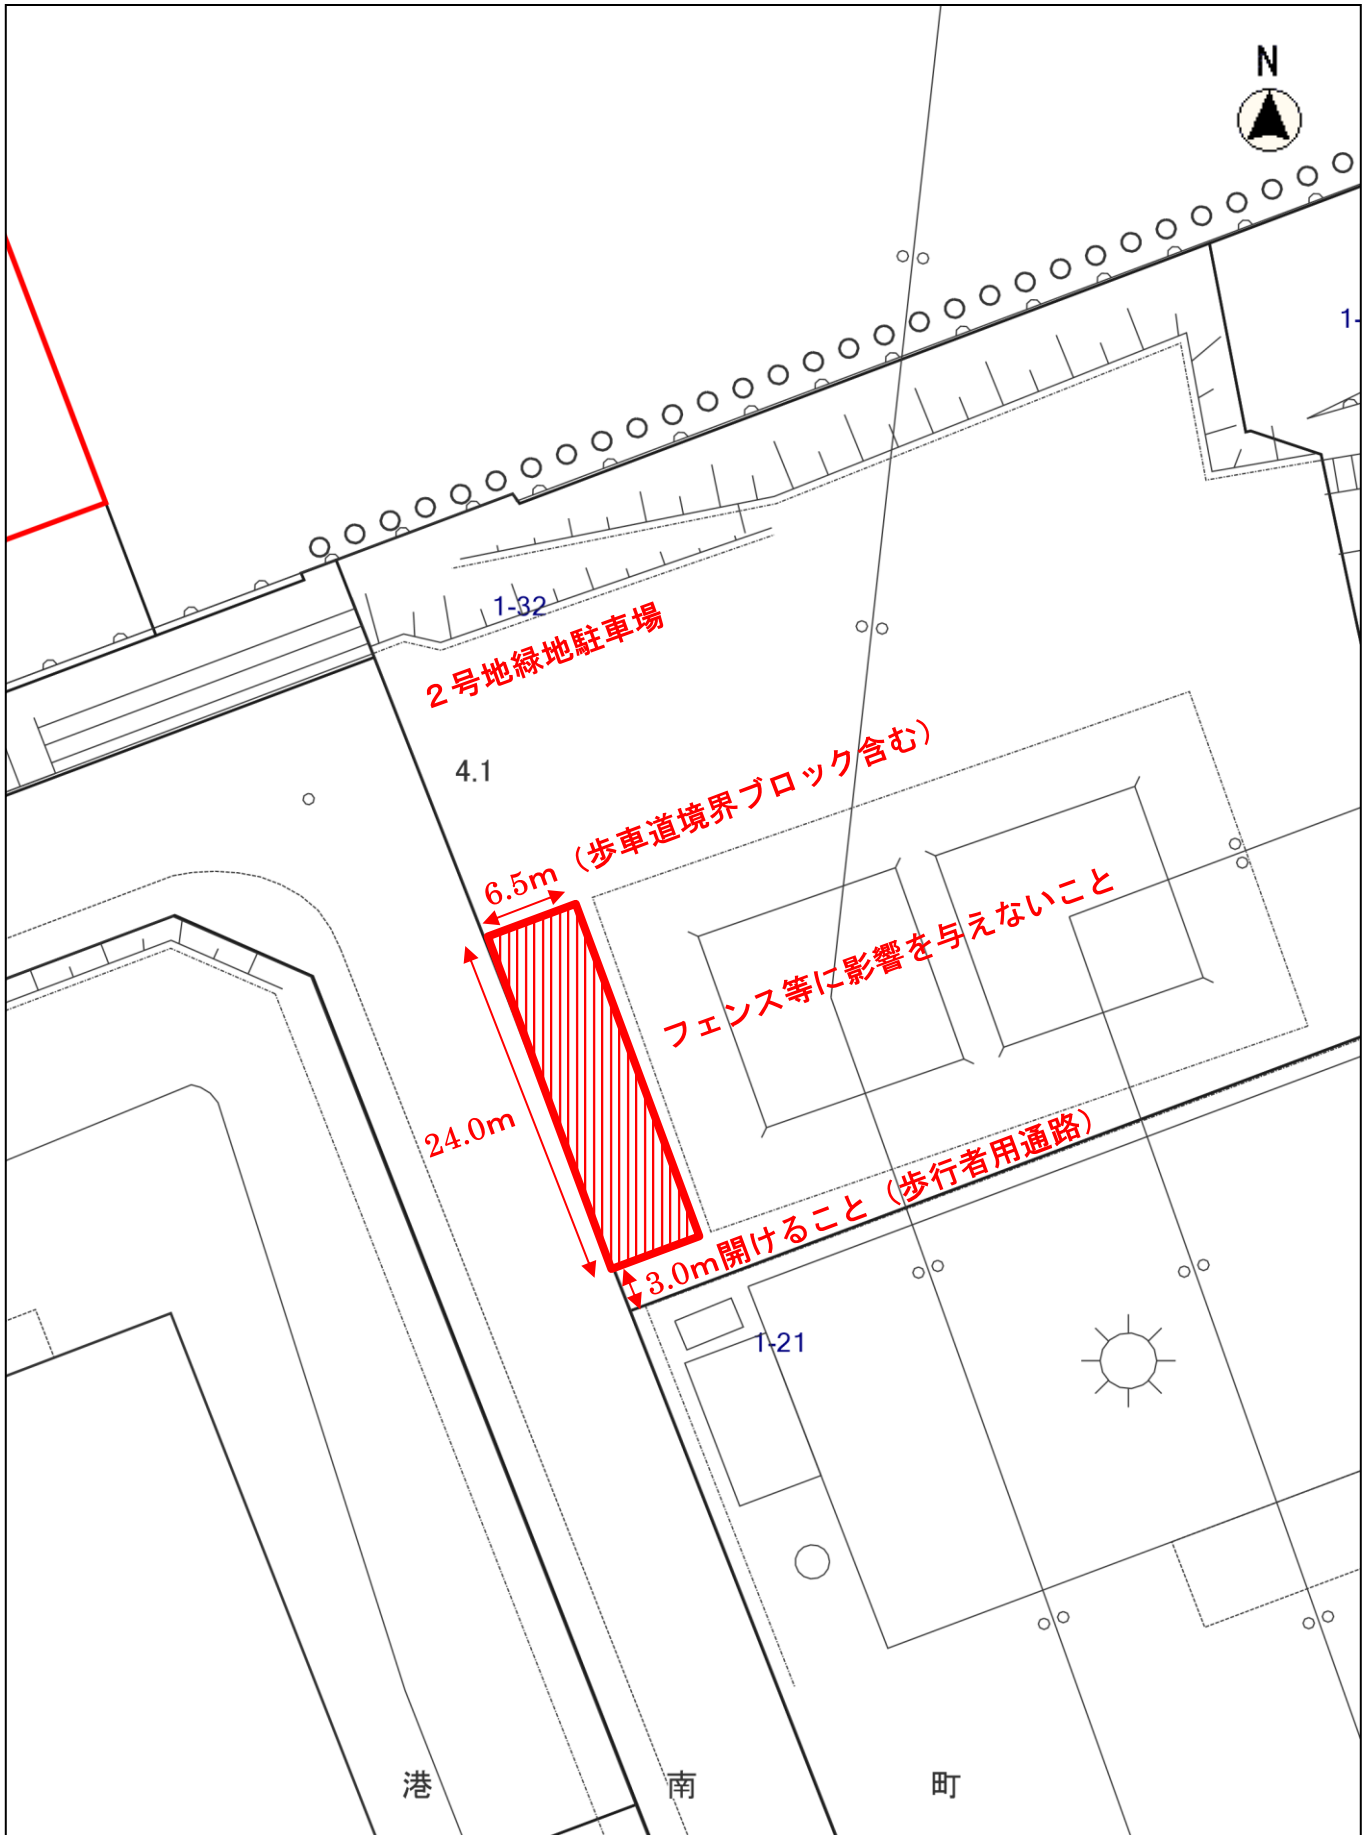 N
1-
1-32
２号地緑地駐車場
4.1
6.5ｍ（歩車道境界ブロック含む）
フェンス等に影響を与えないこと
24.0ｍ
3.0ｍ開けること（歩行者用通路）
1-21
港 南 町